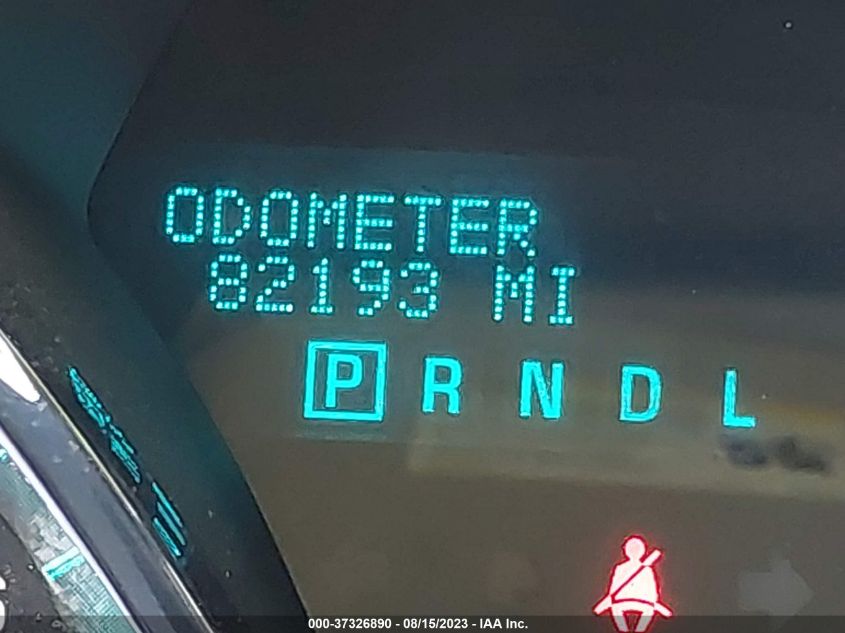 ODOMETER
82193 MI
P R N D L
000-37326890 - 08/15/2023 - IAA Inc.